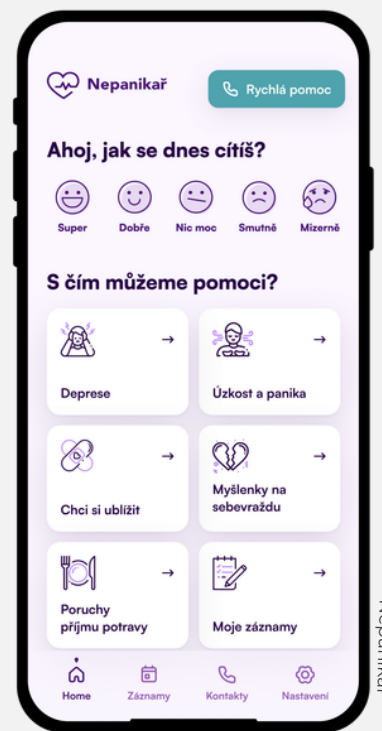 Nepanikař
Rychlá pomoc
Ahoj, jak se dnes cítíš?
Super
Dobře
Nic moc
Smutně
Mizerně
S čím můžeme pomoci?
Deprese
Úzkost a panika
Chci si ublížit
Myšlenky na
sebevraždu
Poruchy
příjmu potravy
Moje záznamy
Home
Záznamy
Kontakty
Nastavení